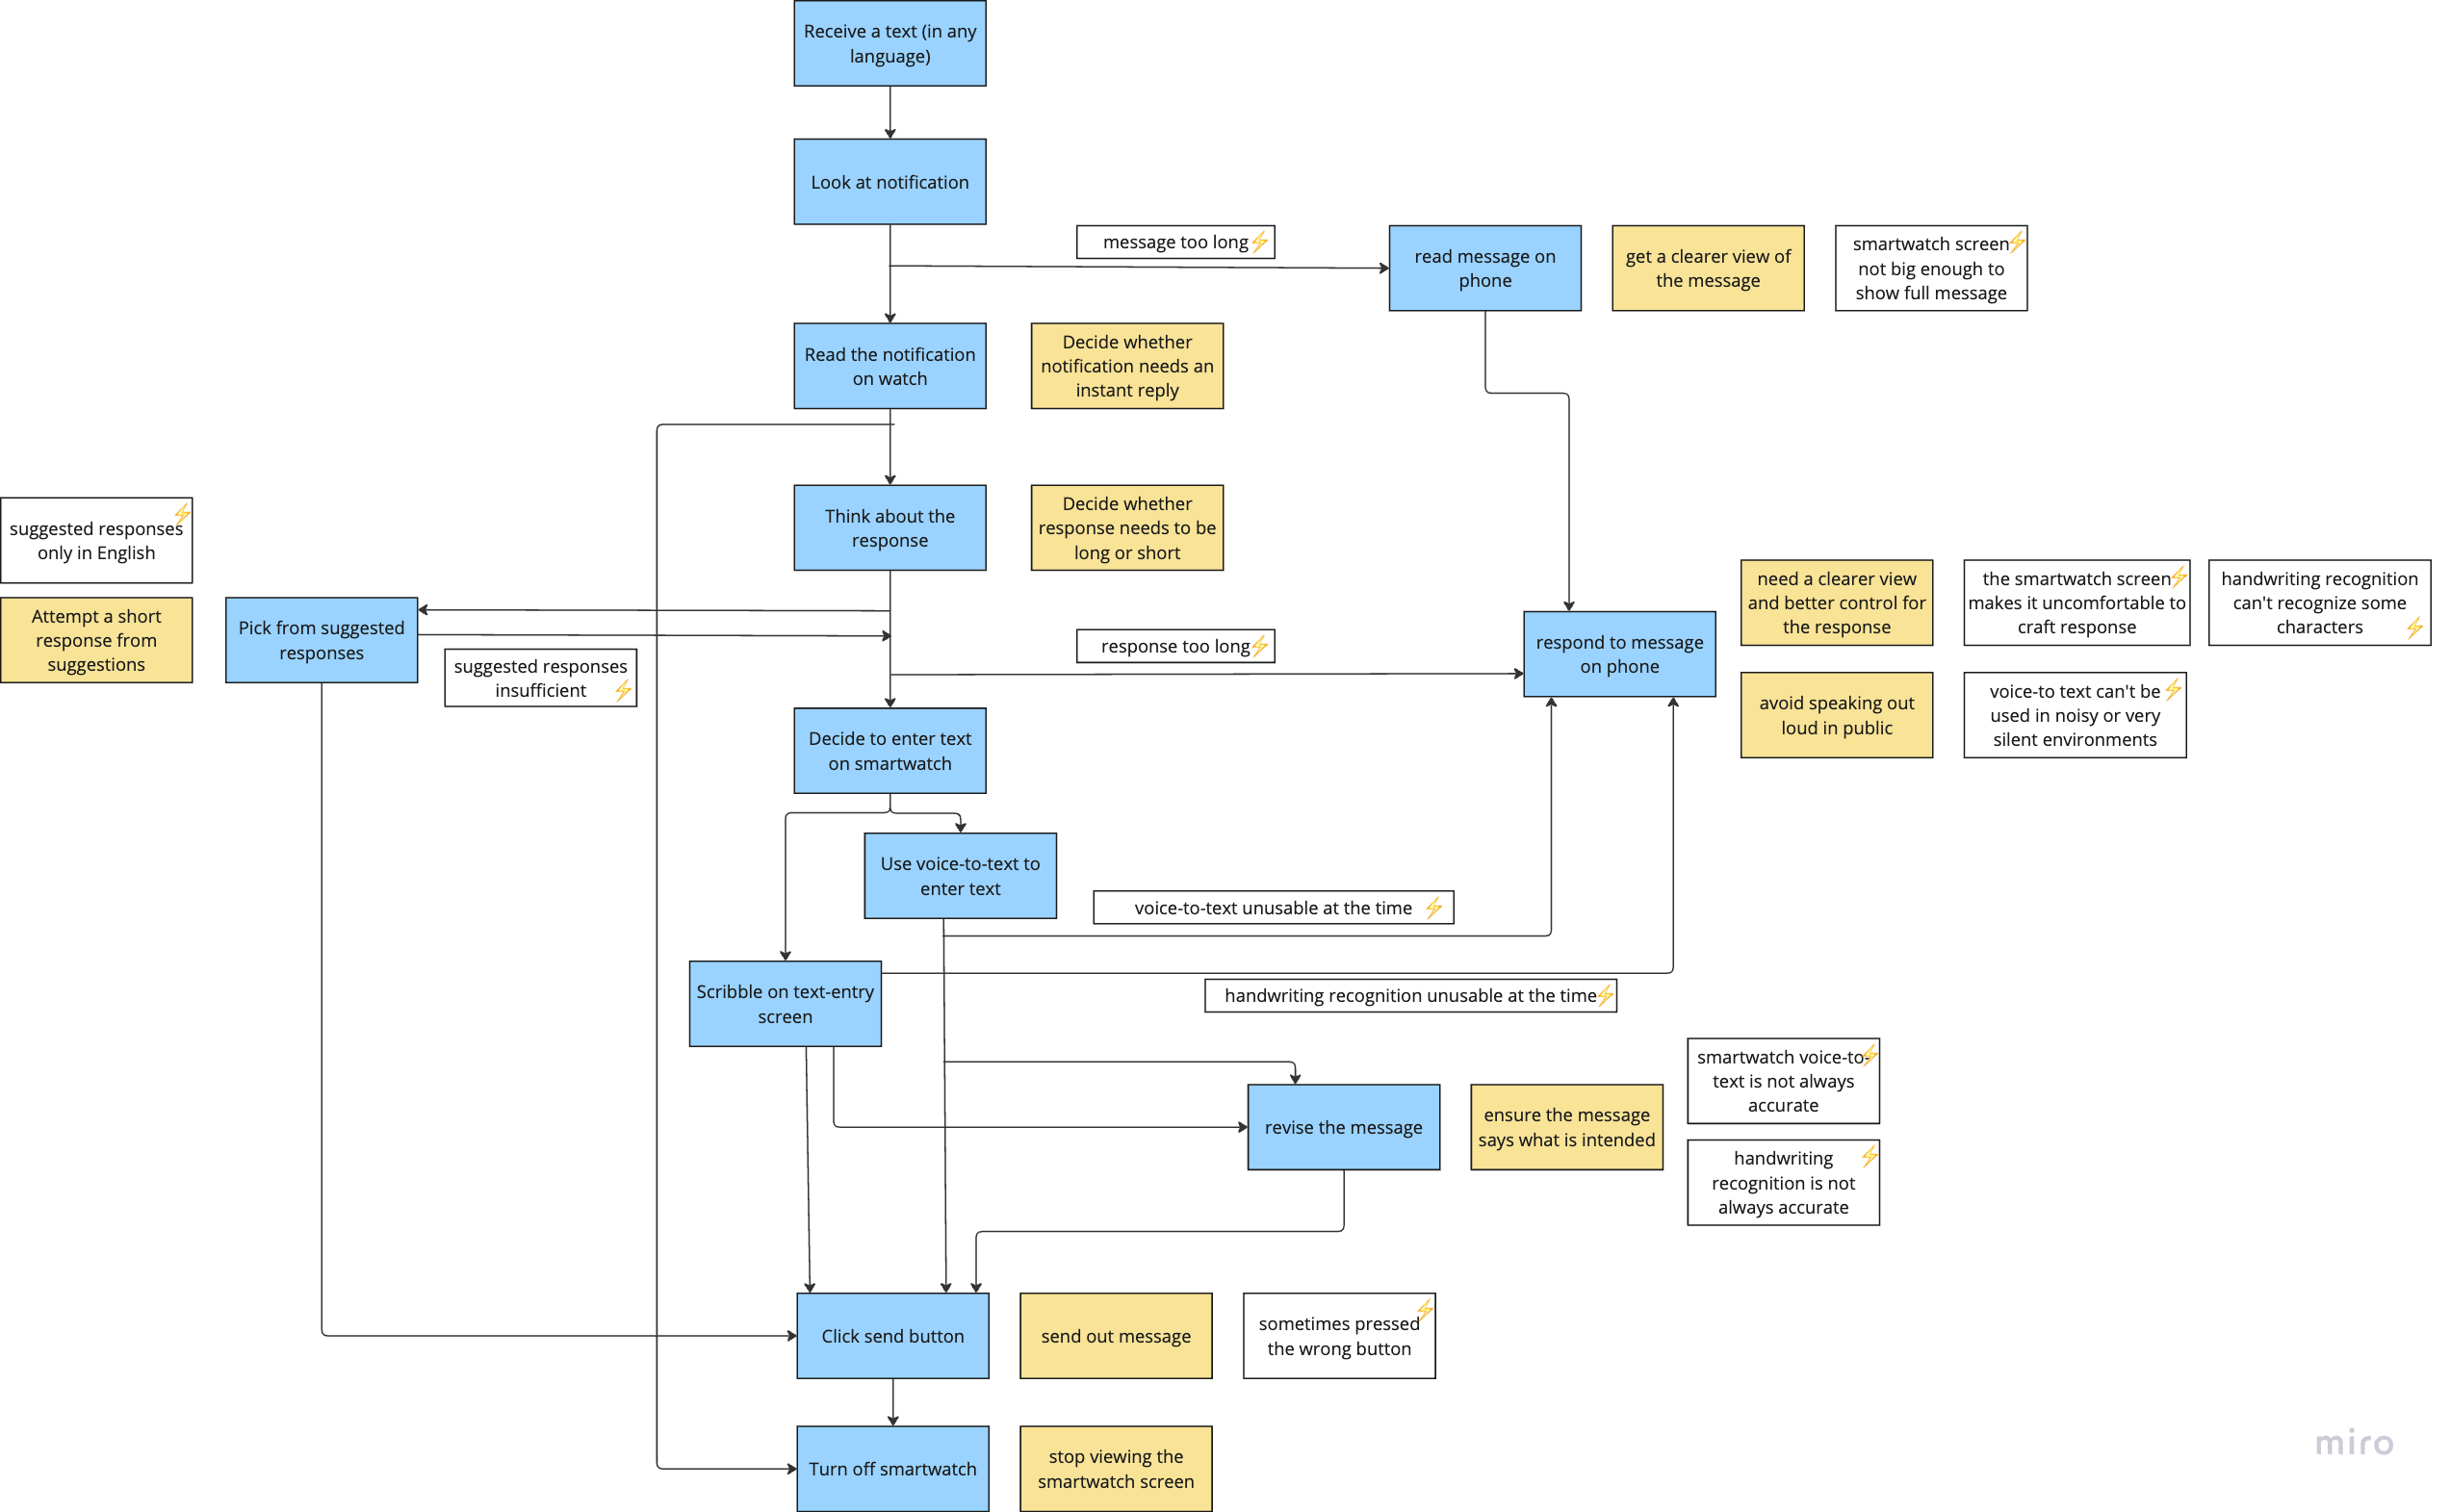 Receive a text (in any
language)
Look at notification
message too long
read message on
phone
get a clearer view of
the message
smartwatch screen
not big enough to
show full message
Read the notification
on watch
Decide whether
notification needs an
instant reply
suggested responses
only in English
Think about the
response
Decide whether
response needs to be
long or short
Attempt a short
response from
suggestions
Pick from suggested
responses
suggested responses
insufficient
response too long
respond to message
on phone
need a clearer view
and better control for
the response
the smartwatch screen
makes it uncomfortable to
craft response
handwriting recognition
can't recognize some
characters
avoid speaking out
loud in public
voice-to text can't be
used in noisy or very
silent environments
Decide to enter text
on smartwatch
Use voice-to-text to
enter text
voice-to-text unusable at the time
Scribble on text-entry
screen
handwriting recognition unusable at the time
revise the message
ensure the message
says what is intended
smartwatch voice-to-
text is not always
accurate
handwriting
recognition is not
always accurate
Click send button
send out message
sometimes pressed
the wrong button
Turn off smartwatch
stop viewing the
smartwatch screen
miro